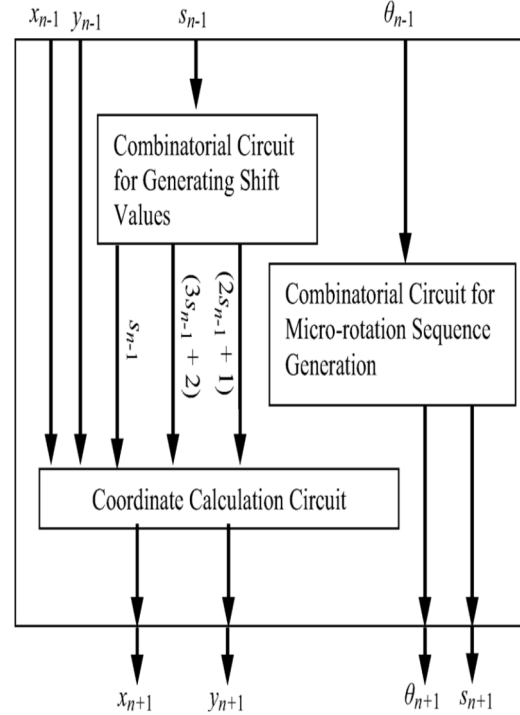 xₙ₋₁ yₙ₋₁ sₙ₋₁ θₙ₋₁
Combinatorial Circuit
for Generating Shift
Values
sₙ₋₁
(3sₙ₋₁ + 2)
(2sₙ₋₁ + 1)
Combinatorial Circuit for
Micro-rotation Sequence
Generation
Coordinate Calculation Circuit
xₙ₊₁ yₙ₊₁ θₙ₊₁ sₙ₊₁